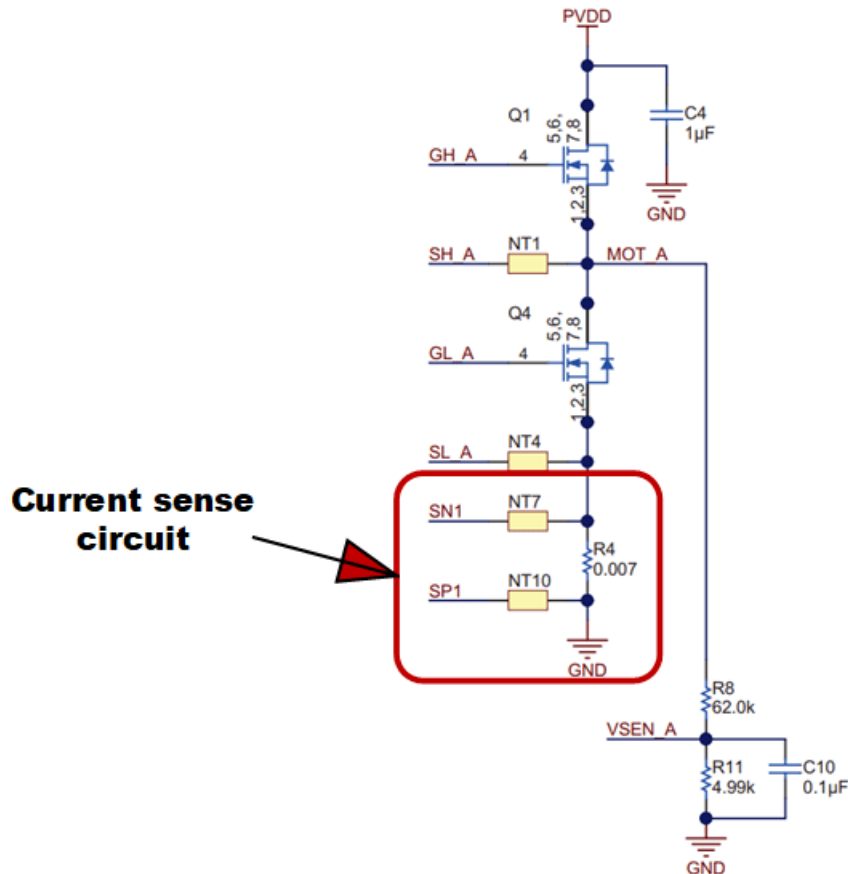 PVDD
Q1
5,6,
7,8
C4
1µF
GH_A
4
1,2,3
GND
SH_A
NT1
MOT_A
Q4
5,6,
7,8
GL_A
4
1,2,3
SL_A
NT4
Current sense
circuit
SN1
NT7
R4
0.007
SP1
NT10
GND
R8
62.0k
VSEN_A
R11
4.99k
C10
0.1µF
GND